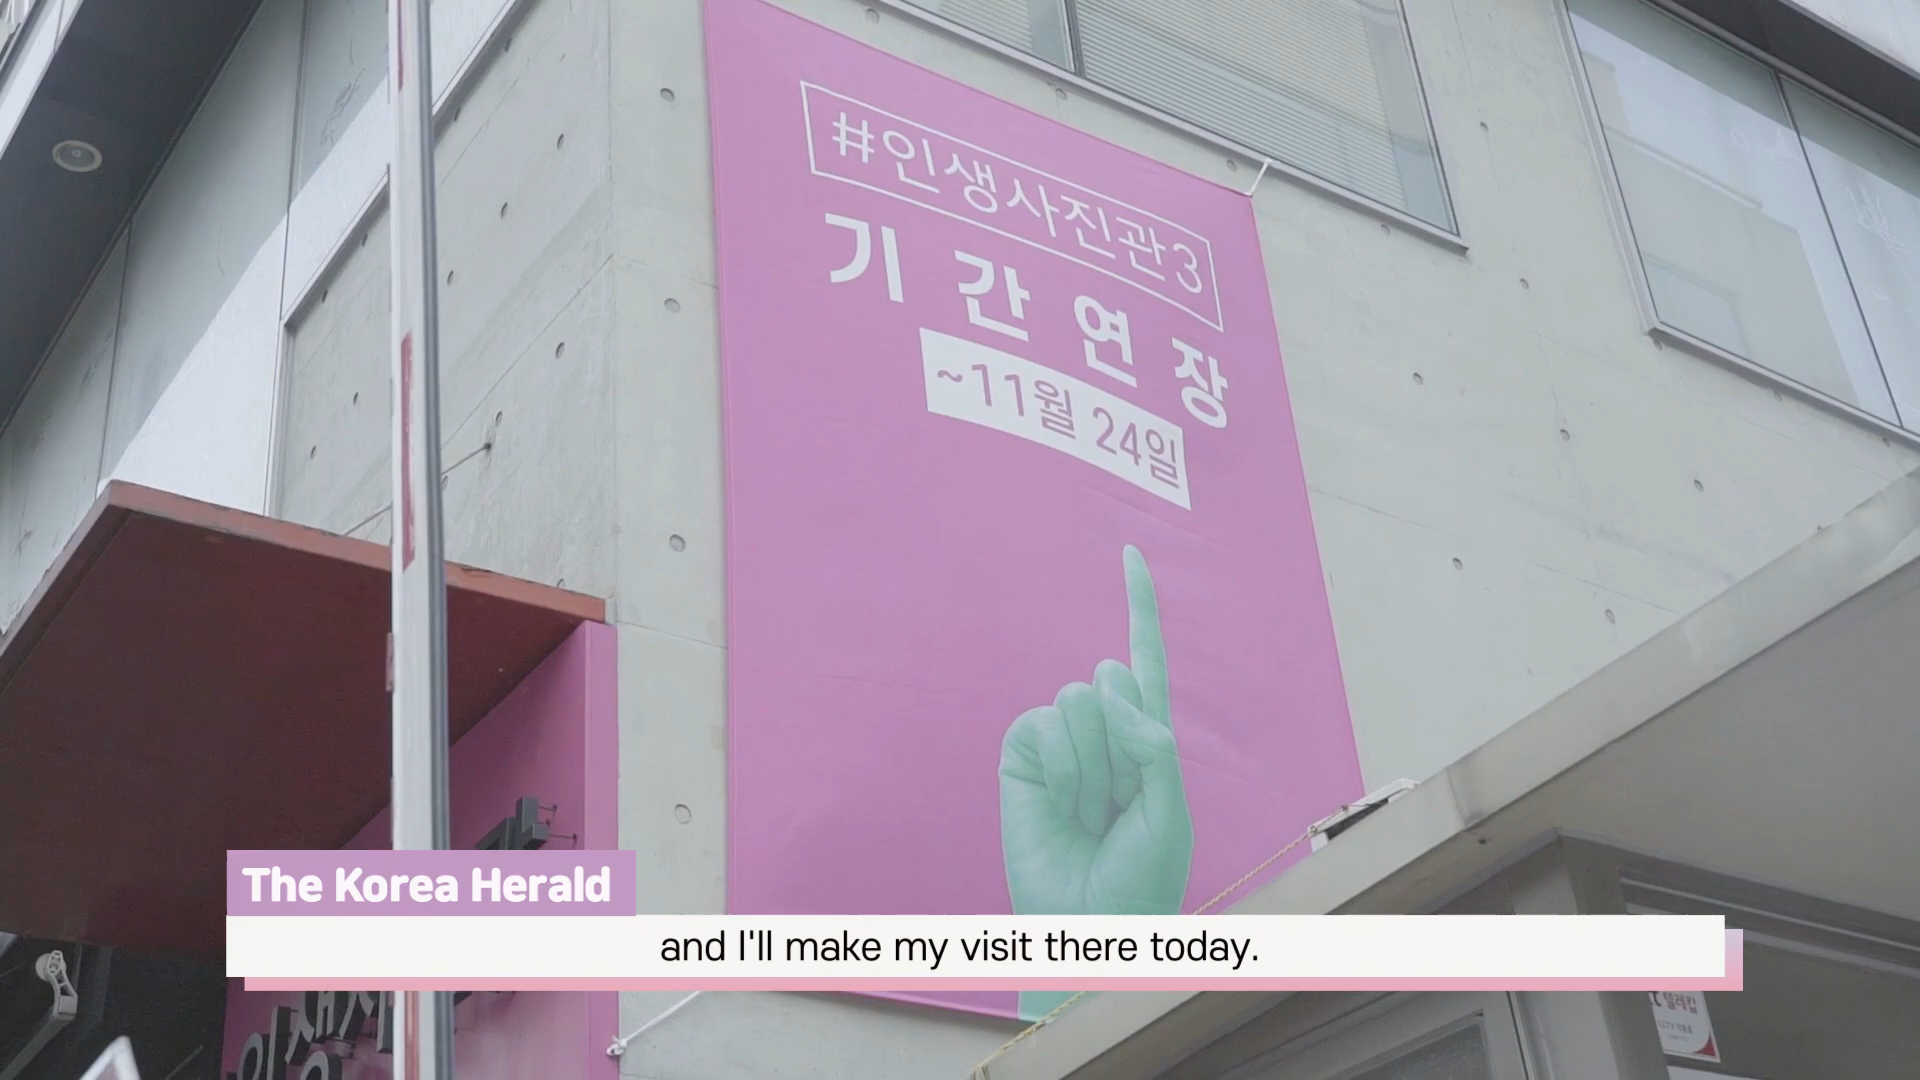 #인생사진관3
기간연장
~11월 24일
The Korea Herald
and I'll make my visit there today.